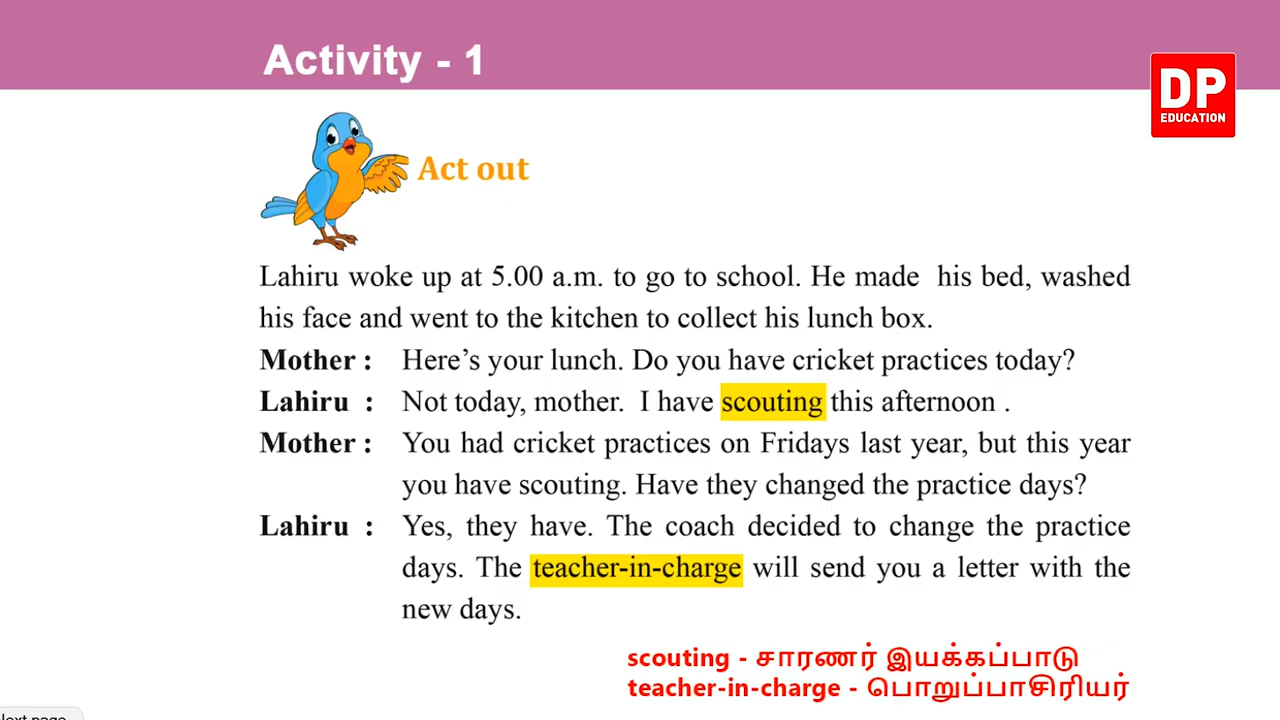 Activity - 1
DP
EDUCATION
Act out
Lahiru woke up at 5.00 a.m. to go to school. He made his bed, washed
his face and went to the kitchen to collect his lunch box.
Mother : Here’s your lunch. Do you have cricket practices today?
Lahiru : Not today, mother. I have scouting this afternoon .
Mother : You had cricket practices on Fridays last year, but this year
you have scouting. Have they changed the practice days?
Lahiru : Yes, they have. The coach decided to change the practice
days. The teacher-in-charge will send you a letter with the
new days.
scouting - சாரணர் இயக்கப்பாடு
teacher-in-charge - பொறுப்பாசிரியர்